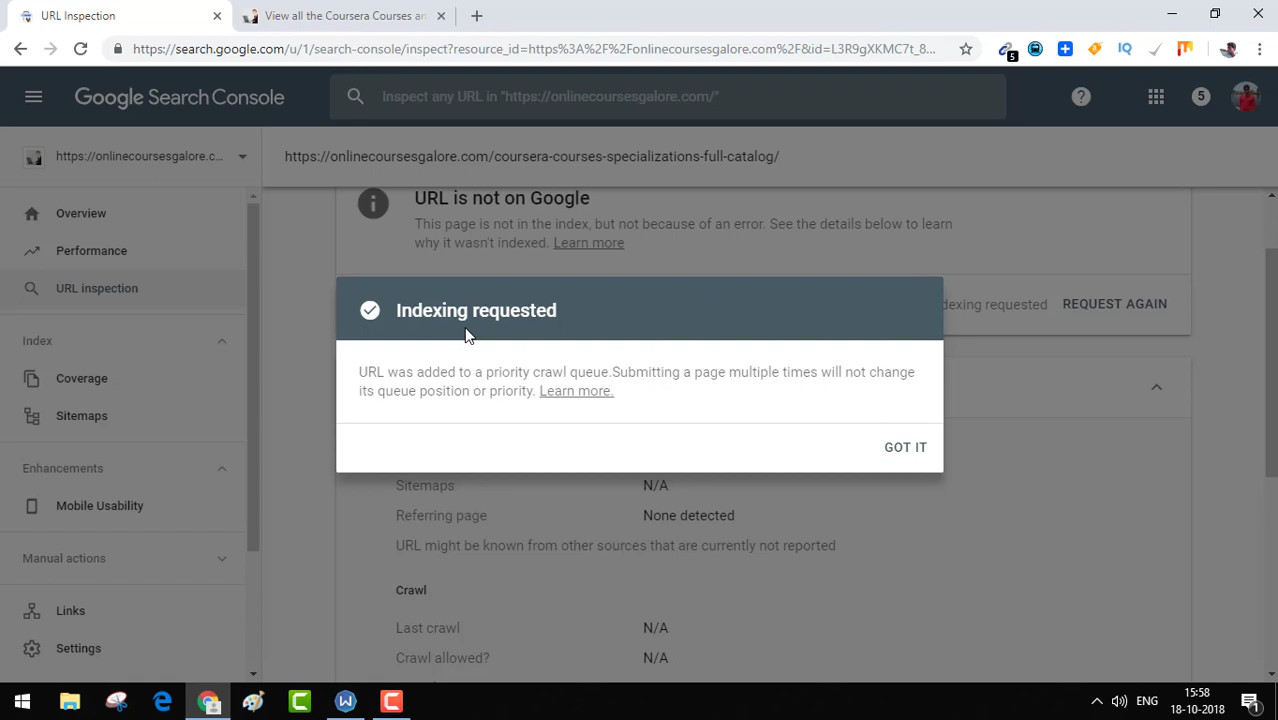 URL Inspection
View all the Coursera Courses an
https://search.google.com/u/1/search-console/inspect?resource_id=https%3A%2F%2Fonlinecoursesgalore.com%2F&id=L3R9gXKMC7t_8...
5
IQ
Google Search Console
Inspect any URL in "https://onlinecoursesgalore.com/"
5
https://onlinecoursesgalore.c...
https://onlinecoursesgalore.com/coursera-courses-specializations-full-catalog/
Overview
Performance
URL inspection
Index
Coverage
Sitemaps
Enhancements
Mobile Usability
Manual actions
Links
Settings
URL is not on Google
This page is not in the index, but not because of an error. See the details below to learn
why it wasn't indexed. Learn more
dexing requested
REQUEST AGAIN
Indexing requested
URL was added to a priority crawl queue.Submitting a page multiple times will not change
its queue position or priority. Learn more.
GOT IT
Sitemaps N/A
Referring page None detected
URL might be known from other sources that are currently not reported
Crawl
Last crawl N/A
Crawl allowed? N/A
ENG
15:58
18-10-2018
1